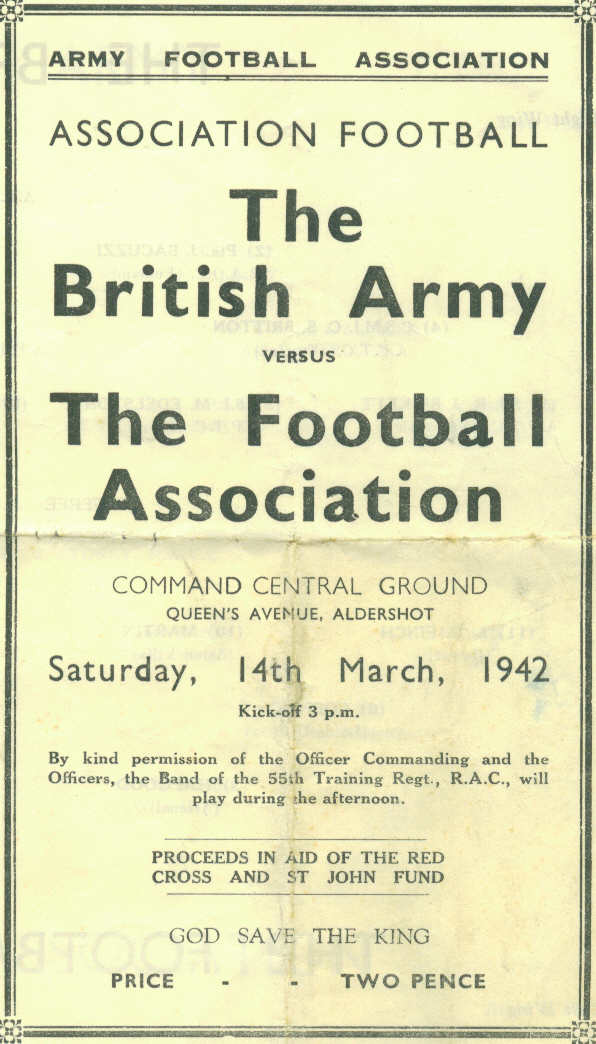 ARMY FOOTBALL ASSOCIATION
ASSOCIATION FOOTBALL
The
British Army
VERSUS
The Football
Association
COMMAND CENTRAL GROUND
QUEEN'S AVENUE, ALDERSHOT
Saturday, 14th March, 1942
Kick-off 3 p.m.
By kind permission of the Officer Commanding and the
Officers, the Band of the 55th Training Regt., R.A.C., will
play during the afternoon.
PROCEEDS IN AID OF THE RED
CROSS AND ST JOHN FUND
GOD SAVE THE KING
PRICE - - TWO PENCE